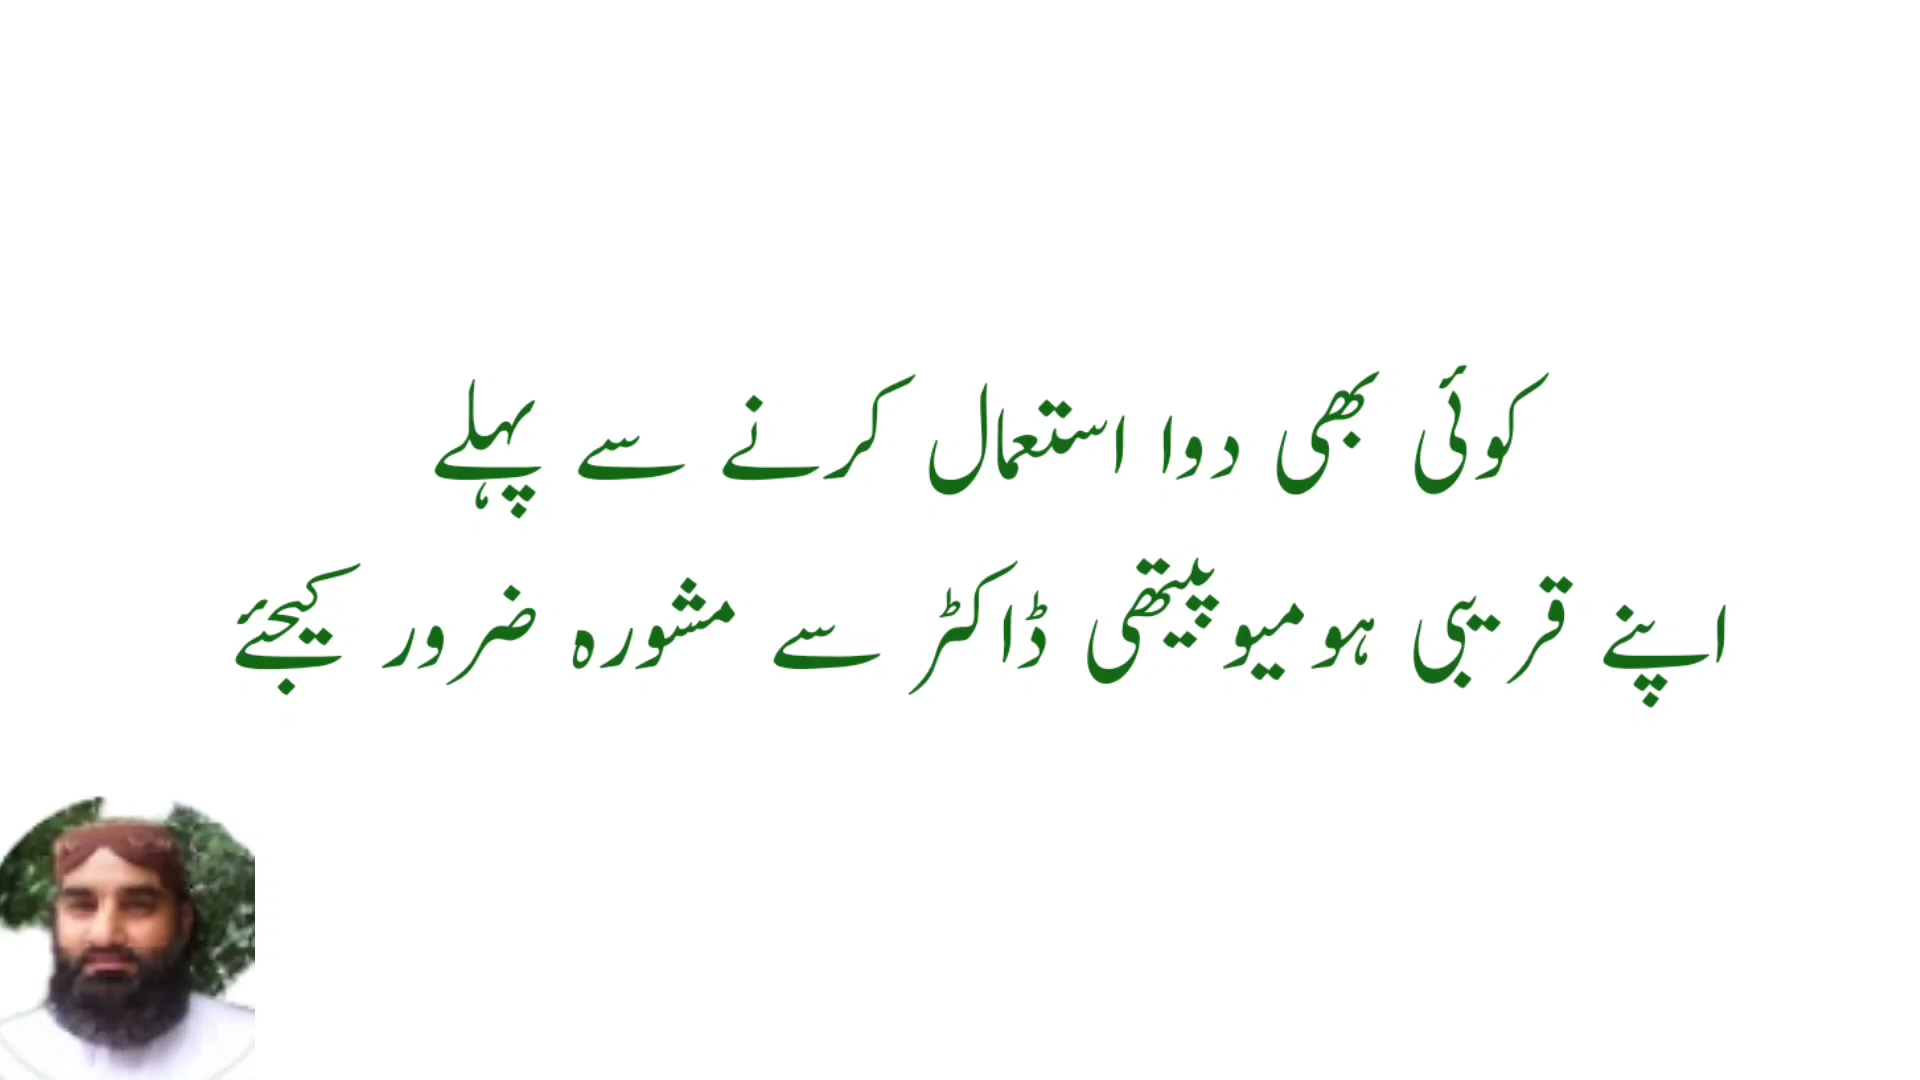 کوئی بھی دوا استعمال کرنے سے پہلے
اپنے قریبی ہومیوپیتھی ڈاکٹر سے مشورہ ضرور کیجئے